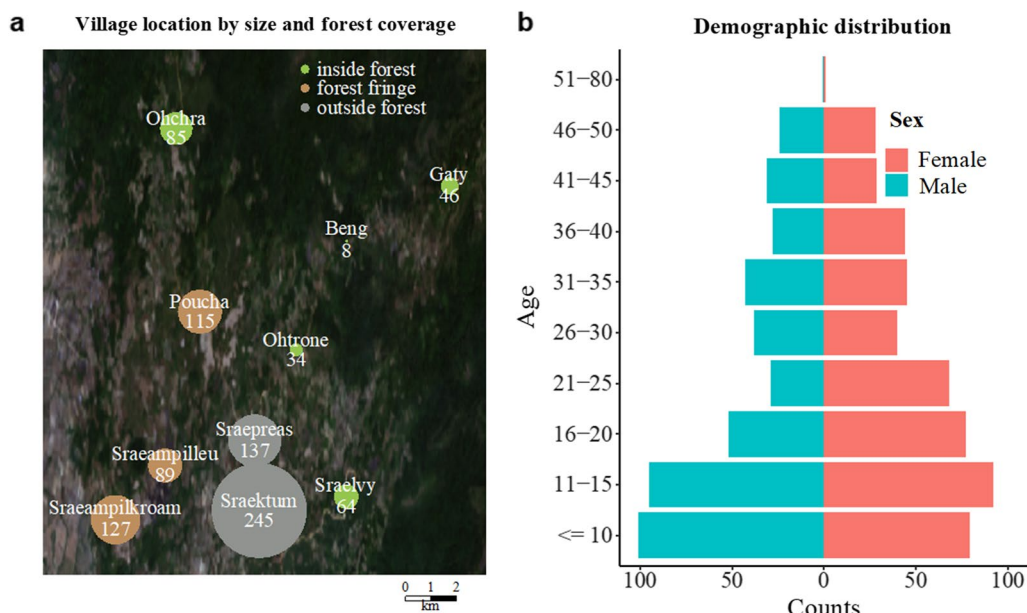 a
Village location by size and forest coverage
inside forest
forest fringe
outside forest
Ohchra
85
Gaty
46
Beng
8
Poucha
115
Ohtrone
34
Sraepreas
137
Sraeampilleu
89
Sraelvy
64
Sraektum
245
Sraeampilkroam
127
0 1 2
km
b
Demographic distribution
Age
51−80
46−50
41−45
36−40
31−35
26−30
21−25
16−20
11−15
<= 10
Sex
Female
Male
100 50 0 50 100
Counts